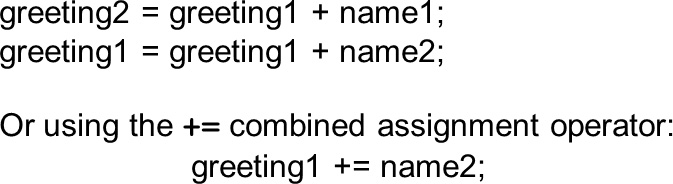 greeting2 = greeting1 + name1;
greeting1 = greeting1 + name2;
Or using the += combined assignment operator:
greeting1 += name2;